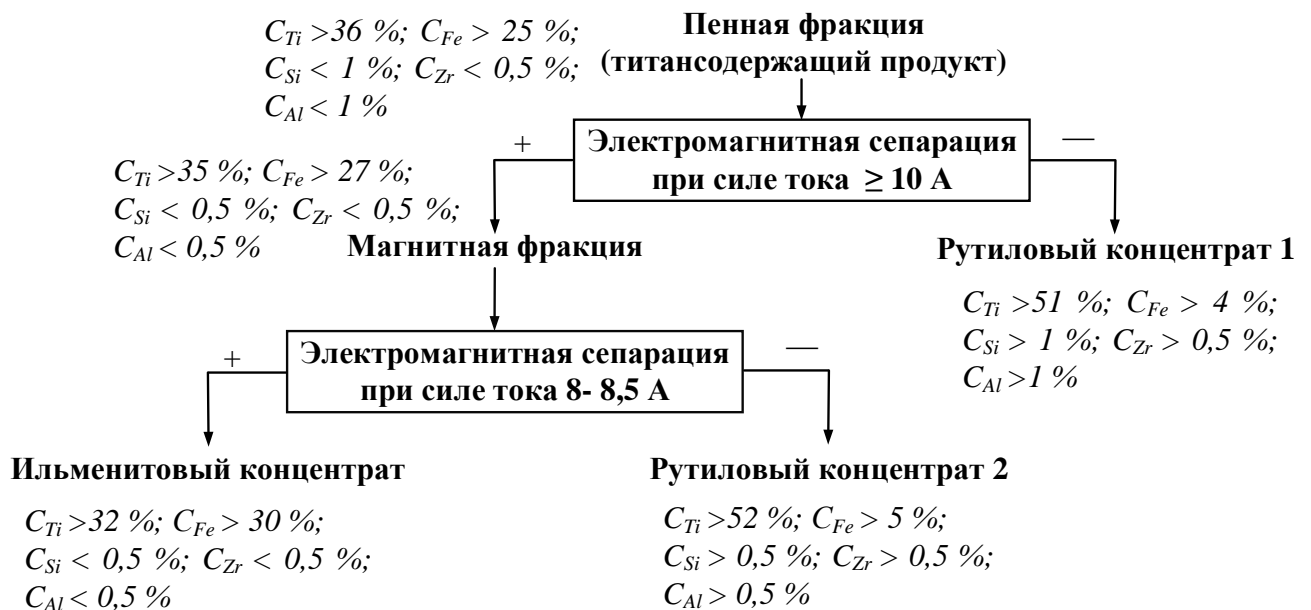 C_Ti >36 %; C_Fe > 25 %;
C_Si < 1 %; C_Zr < 0,5 %;
C_Al < 1 %
Пенная фракция
(титансодержащий продукт)
+
Электромагнитная сепарация
при силе тока ≥ 10 А
—
C_Ti >35 %; C_Fe > 27 %;
C_Si < 0,5 %; C_Zr < 0,5 %;
C_Al < 0,5 %
Магнитная фракция
Рутиловый концентрат 1
C_Ti >51 %; C_Fe > 4 %;
C_Si > 1 %; C_Zr > 0,5 %;
C_Al >1 %
+
Электромагнитная сепарация
при силе тока 8- 8,5 А
—
Ильменитовый концентрат
C_Ti >32 %; C_Fe > 30 %;
C_Si < 0,5 %; C_Zr < 0,5 %;
C_Al < 0,5 %
Рутиловый концентрат 2
C_Ti >52 %; C_Fe > 5 %;
C_Si > 0,5 %; C_Zr > 0,5 %;
C_Al > 0,5 %